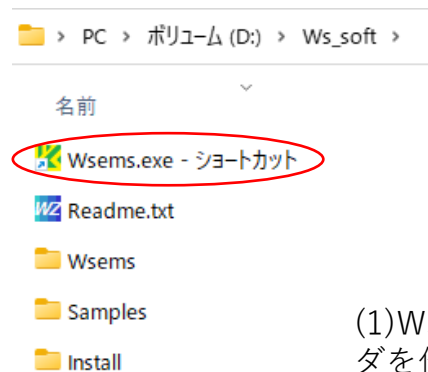 PC > ボリューム (D:) > Ws_soft >
名前
Wsems.exe - ショートカット
WZ Readme.txt
Wsems
Samples
Install
(1)W
ダを